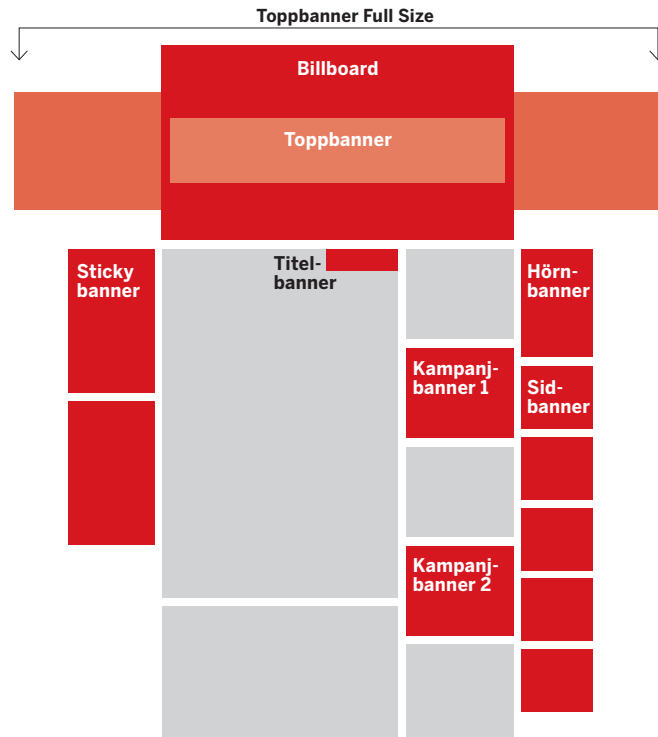 Toppbanner Full Size
Billboard
Toppbanner
Sticky
banner
Titel-
banner
Hörn-
banner
Kampanj-
banner 1
Sid-
banner
Kampanj-
banner 2